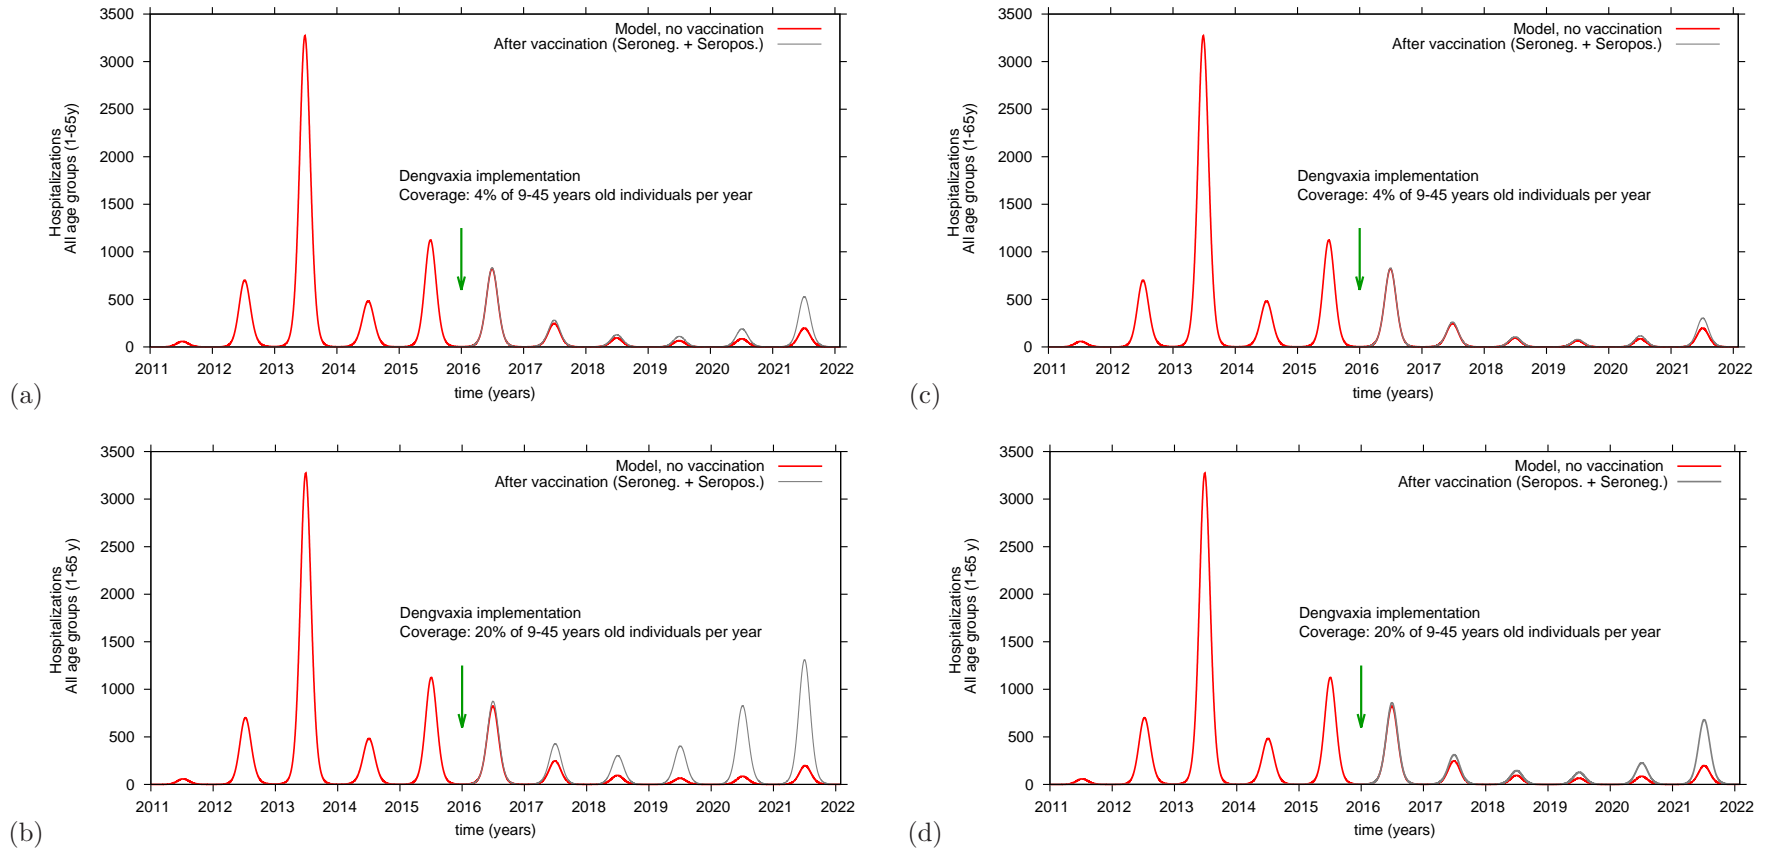 3500
3000
2500
2000
1500
1000
500
0
Hospitalizations
All age groups (1-65y)
Model, no vaccination
After vaccination (Seroneg. + Seropos.)
Dengvaxia implementation
Coverage: 4% of 9-45 years old individuals per year
2011 2012 2013 2014 2015 2016 2017 2018 2019 2020 2021 2022
time (years)
(a)
3500
3000
2500
2000
1500
1000
500
0
Hospitalizations
All age groups (1-65y)
Model, no vaccination
After vaccination (Seroneg. + Seropos.)
Dengvaxia implementation
Coverage: 4% of 9-45 years old individuals per year
2011 2012 2013 2014 2015 2016 2017 2018 2019 2020 2021 2022
time (years)
(c)
3500
3000
2500
2000
1500
1000
500
0
Hospitalizations
All age groups (1-65 y)
Model, no vaccination
After vaccination (Seroneg. + Seropos.)
Dengvaxia implementation
Coverage: 20% of 9-45 years old individuals per year
2011 2012 2013 2014 2015 2016 2017 2018 2019 2020 2021 2022
time (years)
(b)
3500
3000
2500
2000
1500
1000
500
0
Hospitalizations
All age groups (1-65 y)
Model, no vaccination
After vaccination (Seropos. + Seroneg.)
Dengvaxia implementation
Coverage: 20% of 9-45 years old individuals per year
2011 2012 2013 2014 2015 2016 2017 2018 2019 2020 2021 2022
time (years)
(d)